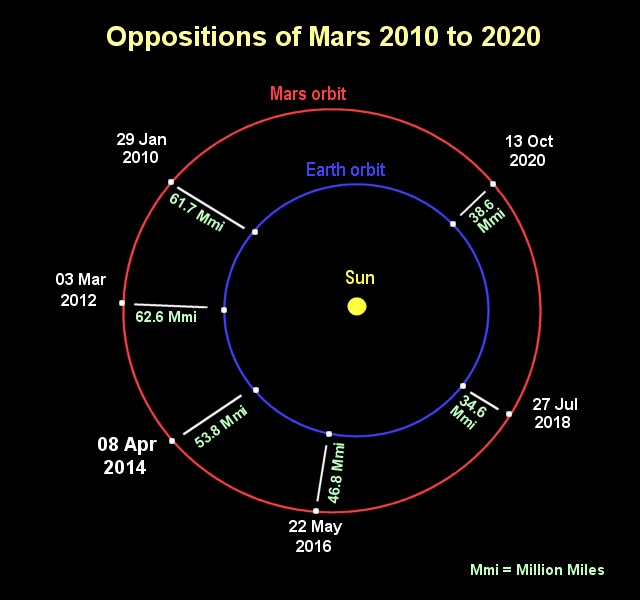 Oppositions of Mars 2010 to 2020
Mars orbit
29 Jan
2010
13 Oct
2020
Earth orbit
61.7 Mmi
38.6
Mmi
03 Mar
2012
Sun
62.6 Mmi
27 Jul
2018
34.6
Mmi
53.8 Mmi
08 Apr
2014
46.8 Mmi
22 May
2016
Mmi = Million Miles